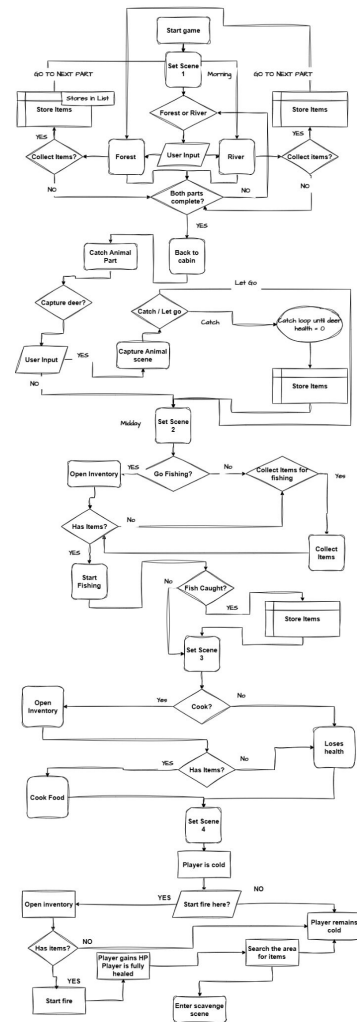 Start game
Set Scene
1
GO TO NEXT PART
Morning
GO TO NEXT PART
Stores in List
Store Items
Forest or River
Store Items
YES
YES
Collect Items?
Forest
User Input
River
Collect Items?
NO
Both parts
complete?
NO
NO
YES
Catch Animal
Part
Back to
cabin
Let Go
Capture deer?
Catch / Let go
Catch
Catch loop until deer
health = 0
User Input
YES
Capture Animal
scene
Store Items
NO
Midday
Set Scene
2
Open Inventory
YES
Go Fishing?
No
Collect Items for
fishing
Yes
Has Items?
No
YES
Collect
Items
Start
Fishing
No
Fish Caught?
YES
Store Items
Set Scene
3
Open
Inventory
Yes
Cook?
No
Loses
health
YES
Has Items?
No
Cook Food
Set Scene
4
Player is cold
Open inventory
YES
Start fire here?
NO
Player remains
cold
Has items?
NO
Player gains HP
Player is fully
healed
Search the area
for items
YES
Start fire
Enter scavenge
scene